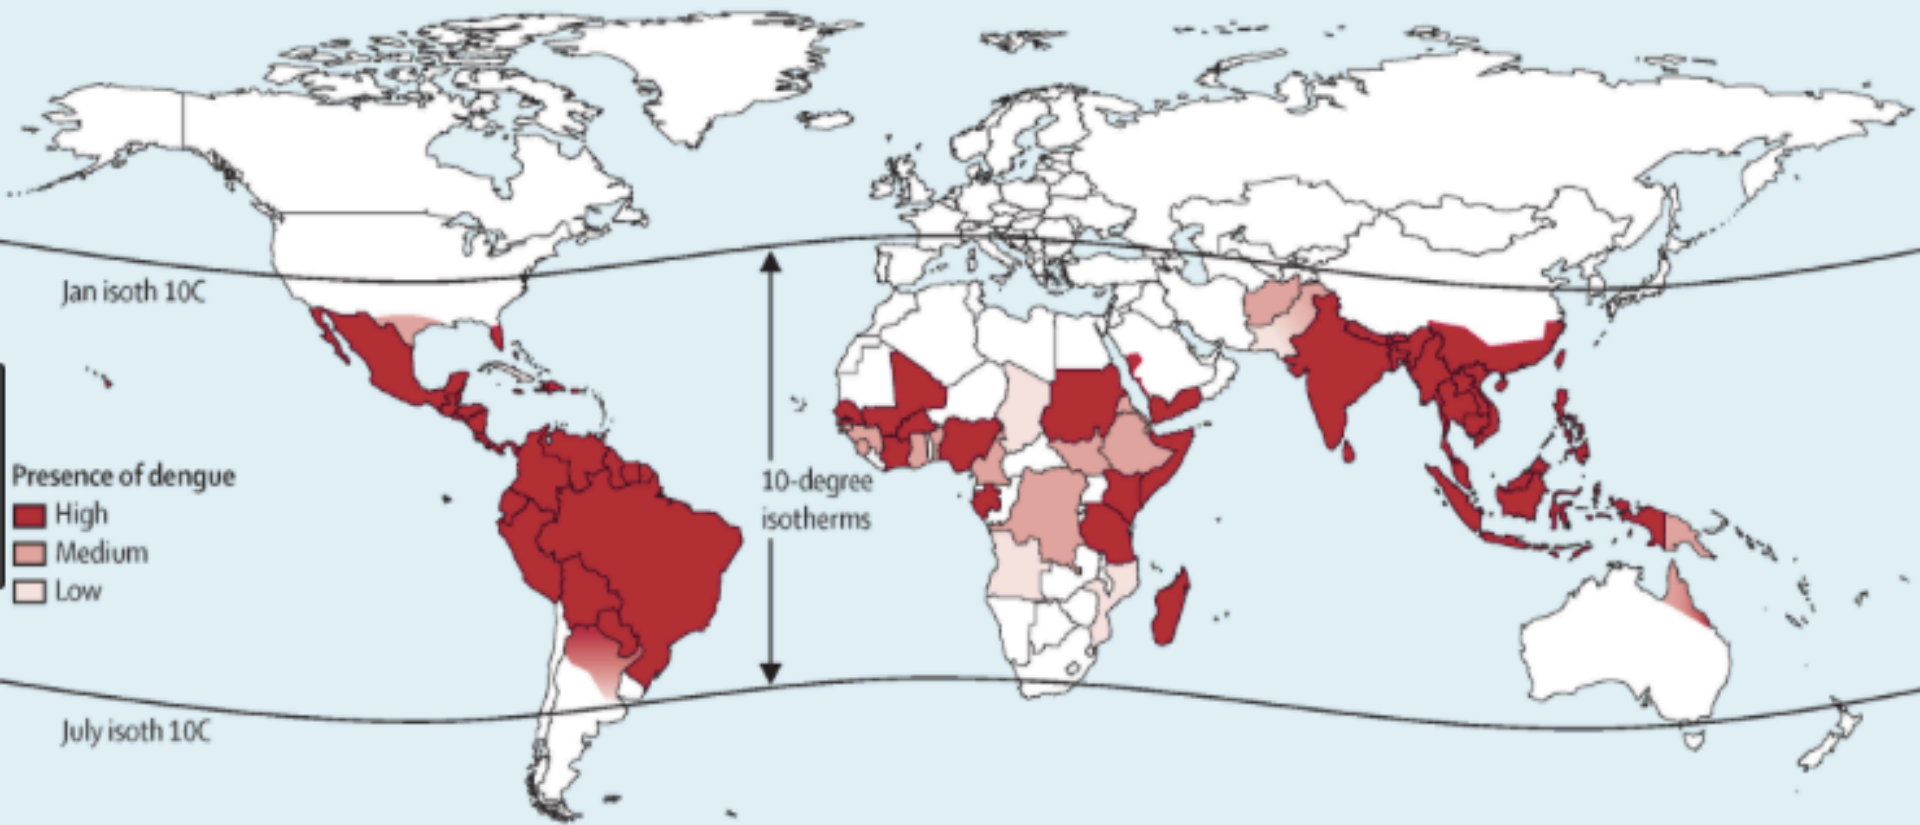 Jan isoth 10C
Presence of dengue
High
Medium
Low
10-degree
isotherms
July isoth 10C